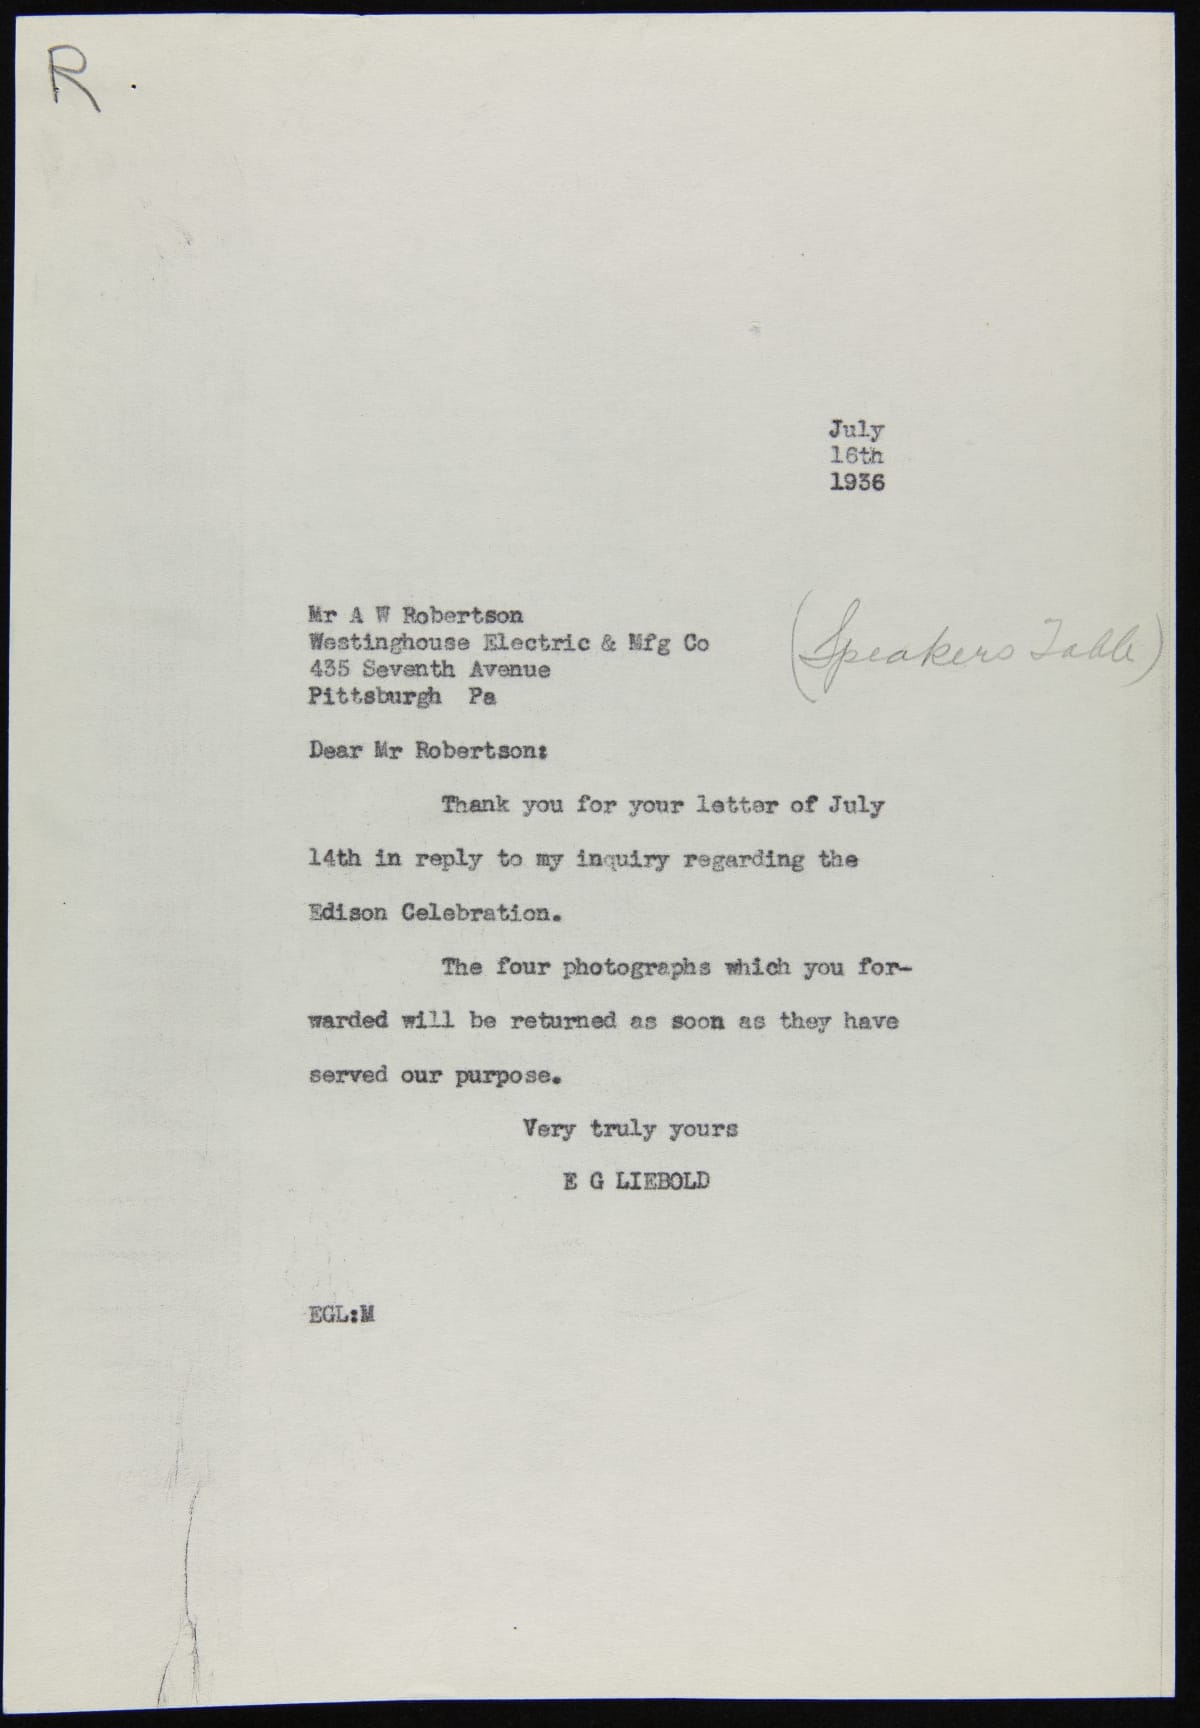 R
July
16th
1936
Mr A W Robertson
Westinghouse Electric & Mfg Co
435 Seventh Avenue
Pittsburgh Pa
(Speakers Table)
Dear Mr Robertson:
Thank you for your letter of July
14th in reply to my inquiry regarding the
Edison Celebration.
The four photographs which you for-
warded will be returned as soon as they have
served our purpose.
Very truly yours
E G LIEBOLD
EGL:M